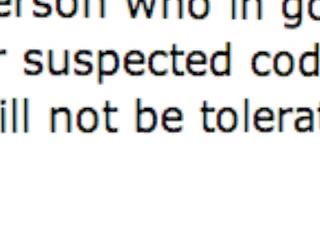 erson who in go
r suspected cod
ill not be tolerat